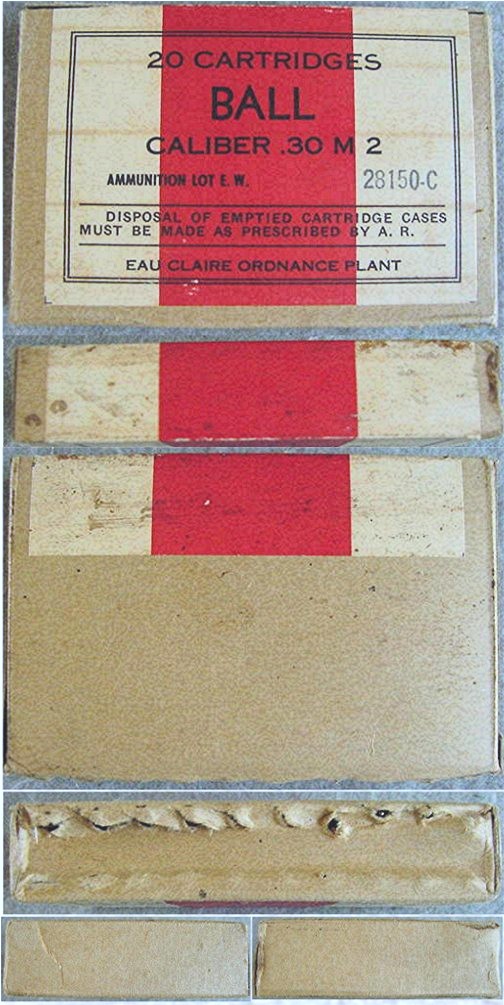 20 CARTRIDGES
BALL
CALIBER .30 M 2
AMMUNITION LOT E. W. 28150-C
DISPOSAL OF EMPTIED CARTRIDGE CASES
MUST BE MADE AS PRESCRIBED BY A. R.
EAU CLAIRE ORDNANCE PLANT